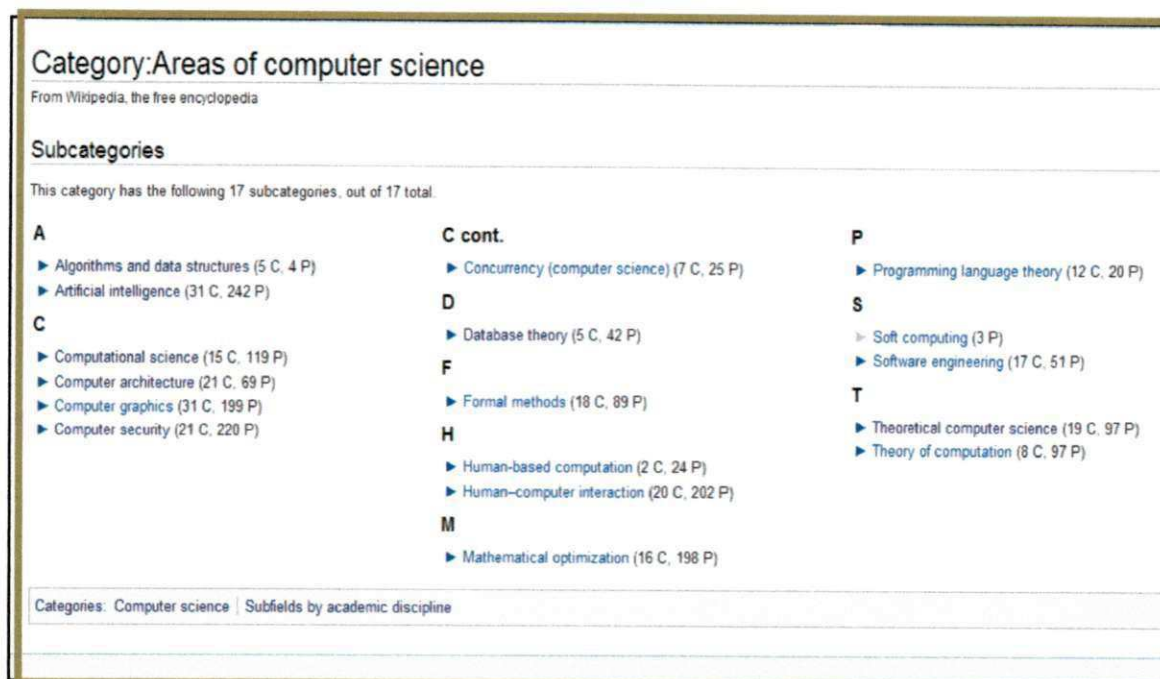 Category:Areas of computer science
From Wikipedia, the free encyclopedia
Subcategories
This category has the following 17 subcategories, out of 17 total.
A
► Algorithms and data structures (5 C, 4 P)
► Artificial intelligence (31 C, 242 P)
C
► Computational science (15 C, 119 P)
► Computer architecture (21 C, 69 P)
► Computer graphics (31 C, 199 P)
► Computer security (21 C, 220 P)
C cont.
► Concurrency (computer science) (7 C, 25 P)
D
► Database theory (5 C, 42 P)
F
► Formal methods (18 C, 89 P)
H
► Human-based computation (2 C, 24 P)
► Human–computer interaction (20 C, 202 P)
M
► Mathematical optimization (16 C, 198 P)
P
► Programming language theory (12 C, 20 P)
S
► Soft computing (3 P)
► Software engineering (17 C, 51 P)
T
► Theoretical computer science (19 C, 97 P)
► Theory of computation (8 C, 97 P)
Categories: Computer science | Subfields by academic discipline